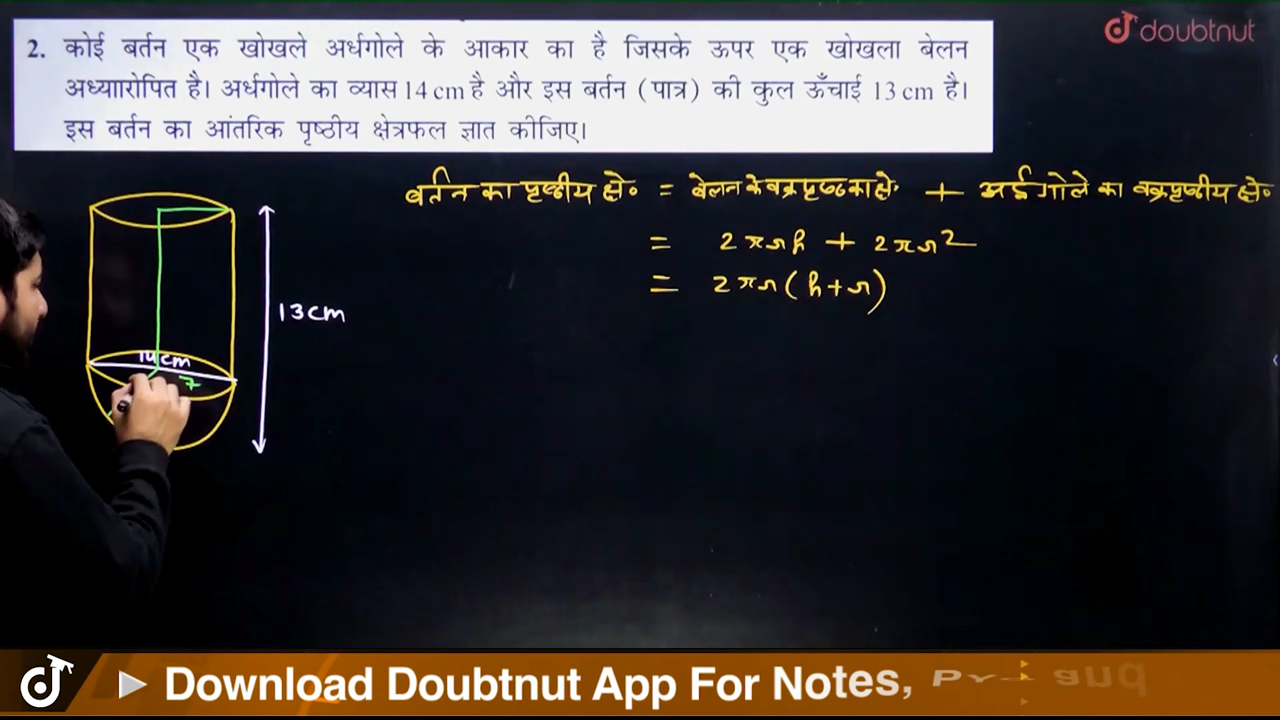 doubtnut
2. कोई बर्तन एक खोखले अर्धगोले के आकार का है जिसके ऊपर एक खोखला बेलन
अध्याारोपित है। अर्धगोले का व्यास 14 cm है और इस बर्तन (पात्र) की कुल ऊँचाई 13 cm है।
इस बर्तन का आंतरिक पृष्ठीय क्षेत्रफल ज्ञात कीजिए।
बर्तन का पृष्ठीय क्षे० = बेलन के वक्र पृष्ठ का क्षे० + अर्द्धगोले का वक्र पृष्ठीय क्षे०
= 2πrh + 2πr²
= 2πr(h+r)
13cm
14cm
7
Download Doubtnut App For Notes,